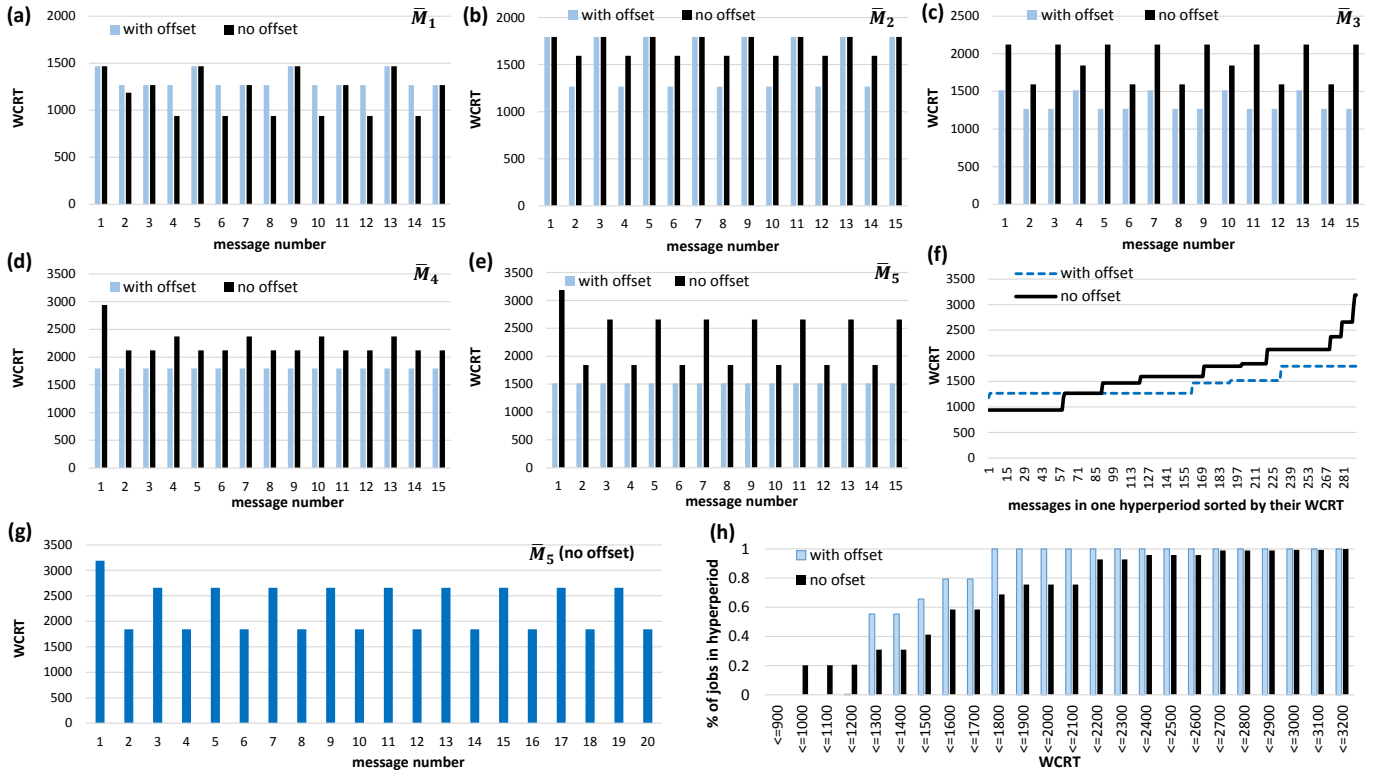 (a)
M̄1
with offset
no offset
2000
1500
1000
500
0
WCRT
1 2 3 4 5 6 7 8 9 10 11 12 13 14 15
message number
(b)
M̄2
with offset
no offset
2000
1500
1000
500
0
WCRT
1 2 3 4 5 6 7 8 9 10 11 12 13 14 15
message number
(c)
M̄3
with offset
no offset
2500
2000
1500
1000
500
0
WCRT
1 2 3 4 5 6 7 8 9 10 11 12 13 14 15
message number
(d)
M̄4
with offset
no offset
3500
3000
2500
2000
1500
1000
500
0
WCRT
1 2 3 4 5 6 7 8 9 10 11 12 13 14 15
message number
(e)
M̄5
with offset
no offset
3500
3000
2500
2000
1500
1000
500
0
WCRT
1 2 3 4 5 6 7 8 9 10 11 12 13 14 15
message number
(f)
with offset
no offset
3500
3000
2500
2000
1500
1000
500
0
WCRT
1 15 29 43 57 71 85 99 113 127 141 155 169 183 197 211 225 239 253 267 281
messages in one hyperperiod sorted by their WCRT
(g)
M̄5 (no offset)
3500
3000
2500
2000
1500
1000
500
0
WCRT
1 2 3 4 5 6 7 8 9 10 11 12 13 14 15 16 17 18 19 20
message number
(h)
with offset
no ofset
1
0.8
0.6
0.4
0.2
0
% of jobs in hyperperiod
<=900 <=1000 <=1100 <=1200 <=1300 <=1400 <=1500 <=1600 <=1700 <=1800 <=1900 <=2000 <=2100 <=2200 <=2300 <=2400 <=2500 <=2600 <=2700 <=2800 <=2900 <=3000 <=3100 <=3200
WCRT